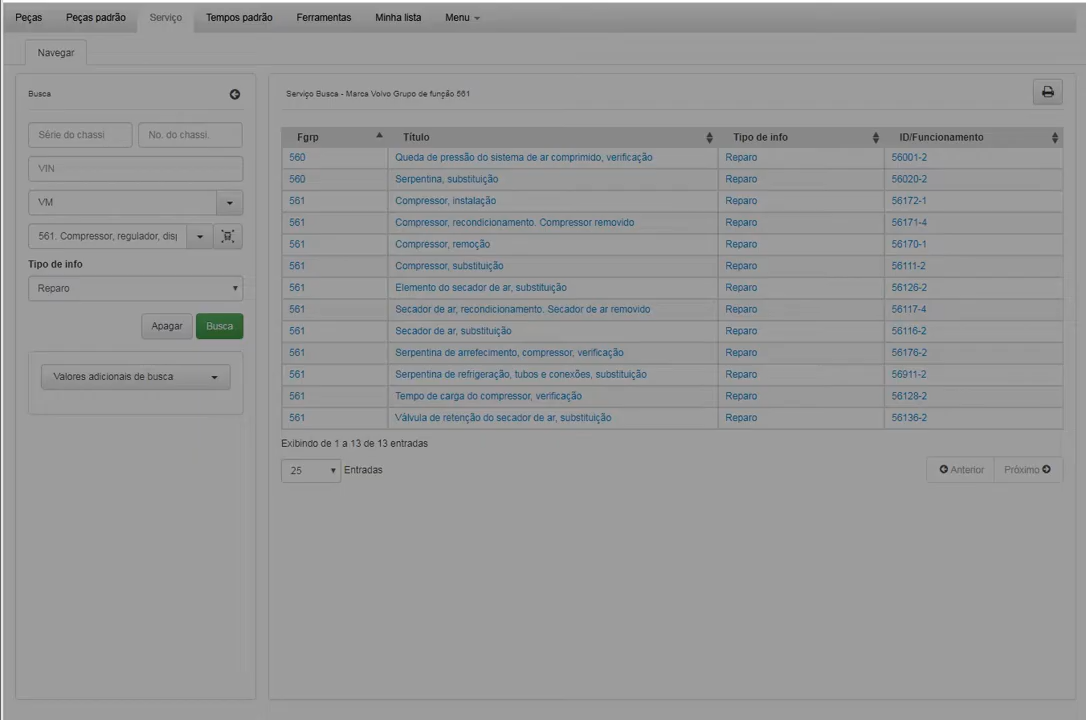 Peças Peças padrão Serviço Tempos padrão Ferramentas Minha lista Menu
Navegar
Busca
Série do chassi No. do chassi.
VIN
VM
561. Compressor, regulador, disp
Tipo de info
Reparo
Apagar Busca
Valores adicionais de busca
Serviço Busca - Marca Volvo Grupo de função 561
Fgrp Título Tipo de info ID/Funcionamento
560 Queda de pressão do sistema de ar comprimido, verificação Reparo 56001-2
560 Serpentina, substituição Reparo 56020-2
561 Compressor, instalação Reparo 56172-1
561 Compressor, recondicionamento. Compressor removido Reparo 56171-4
561 Compressor, remoção Reparo 56170-1
561 Compressor, substituição Reparo 56111-2
561 Elemento do secador de ar, substituição Reparo 56126-2
561 Secador de ar, recondicionamento. Secador de ar removido Reparo 56117-4
561 Secador de ar, substituição Reparo 56116-2
561 Serpentina de arrefecimento, compressor, verificação Reparo 56176-2
561 Serpentina de refrigeração, tubos e conexões, substituição Reparo 56911-2
561 Tempo de carga do compressor, verificação Reparo 56128-2
561 Válvula de retenção do secador de ar, substituição Reparo 56136-2
Exibindo de 1 a 13 de 13 entradas
25 Entradas
Anterior Próximo